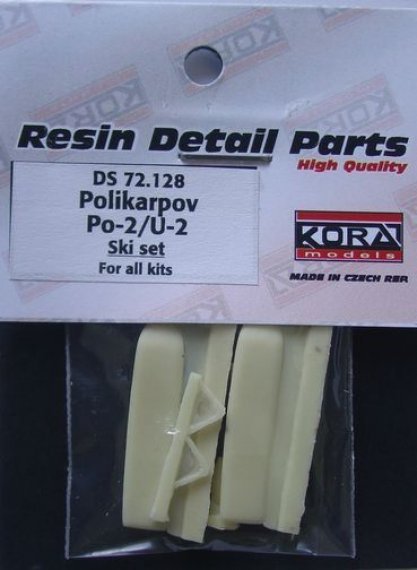 Resin Detail Parts
High Quality
DS 72.128
Polikarpov
Po-2/U-2
Ski set
For all kits
KORA
models
MADE IN CZECH REP.